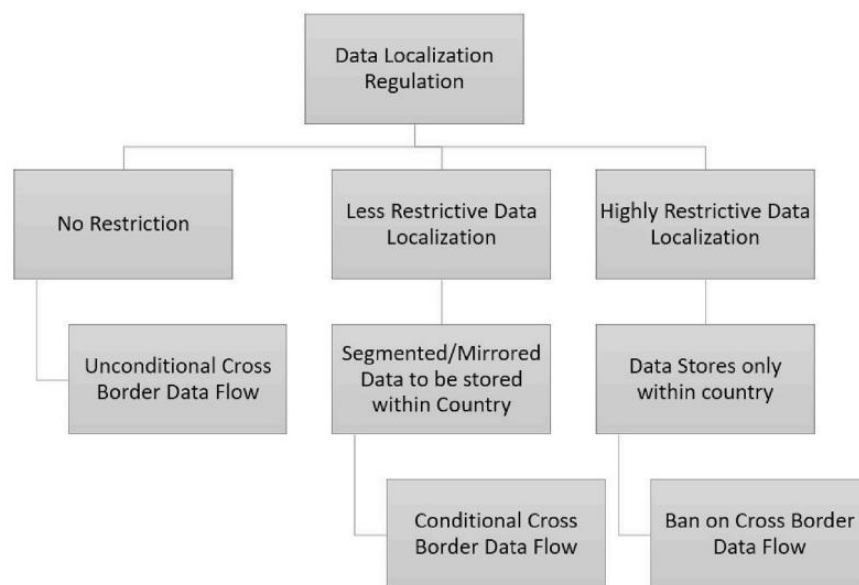 Data Localization
Regulation
No Restriction
Less Restrictive Data
Localization
Highly Restrictive Data
Localization
Unconditional Cross
Border Data Flow
Segmented/Mirrored
Data to be stored
within Country
Data Stores only
within country
Conditional Cross
Border Data Flow
Ban on Cross Border
Data Flow